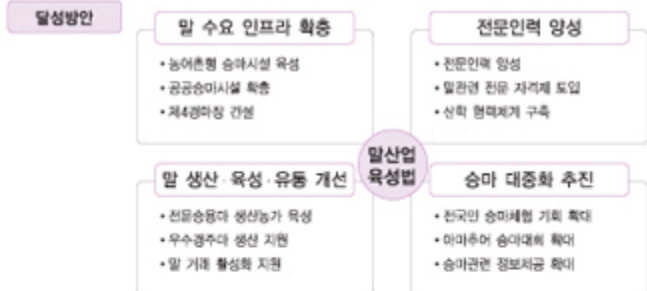 달성방안
말 수요 인프라 확충
• 농어촌형 승마시설 육성
• 공공승마시설 확충
• 제4경마장 건설
전문인력 양성
• 전문인력 양성
• 말관련 전문 자격제 도입
• 산학 협력체계 구축
말산업
육성법
말 생산·육성·유통 개선
• 전문승용마 생산농가 육성
• 우수경주마 생산 지원
• 말 거래 활성화 지원
승마 대중화 추진
• 전국민 승마체험 기회 확대
• 아마추어 승마대회 확대
• 승마관련 정보제공 확대